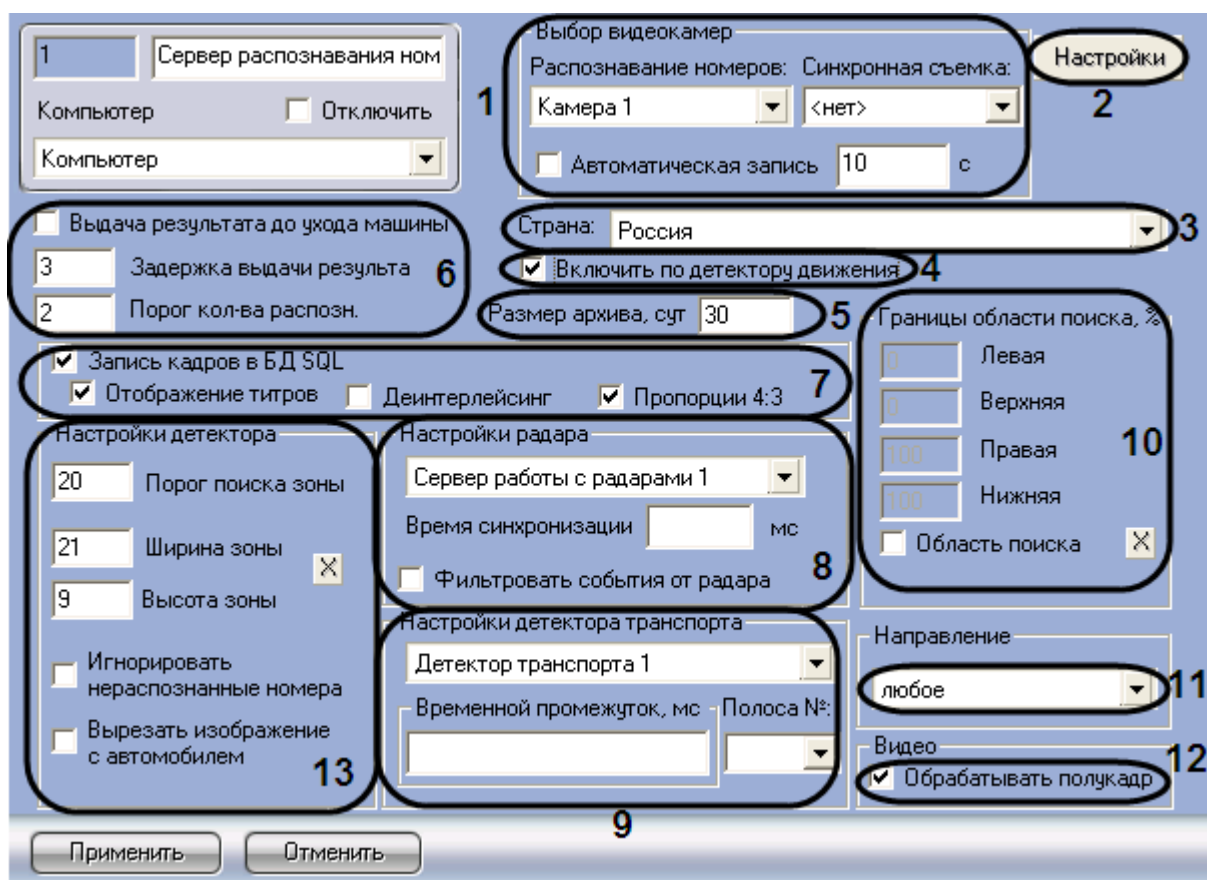 1
Сервер распознавания ном
Компьютер
Отключить
Компьютер
Выбор видеокамер
Распознавание номеров:
Синхронная съемка:
Камера 1
<нет>
Автоматическая запись
10
с
1
Настройки
2
Выдача результата до ухода машины
3
Задержка выдачи результа
2
Порог кол-ва распозн.
6
Страна:
Россия
3
Включить по детектору движения
4
Размер архива, сут
30
5
Запись кадров в БД SQL
Отображение титров
Деинтерлейсинг
Пропорции 4:3
7
Настройки детектора
20
Порог поиска зоны
21
Ширина зоны
X
9
Высота зоны
Игнорировать
нераспознанные номера
Вырезать изображение
с автомобилем
13
Настройки радара
Сервер работы с радарами 1
Время синхронизации
мс
Фильтровать события от радара
8
Настройки детектора транспорта
Детектор транспорта 1
Временной промежуток, мс
Полоса №:
9
Границы области поиска, %
0
Левая
0
Верхняя
100
Правая
100
Нижняя
10
Область поиска
X
Направление
любое
11
Видео
Обрабатывать полукадр
12
Применить
Отменить